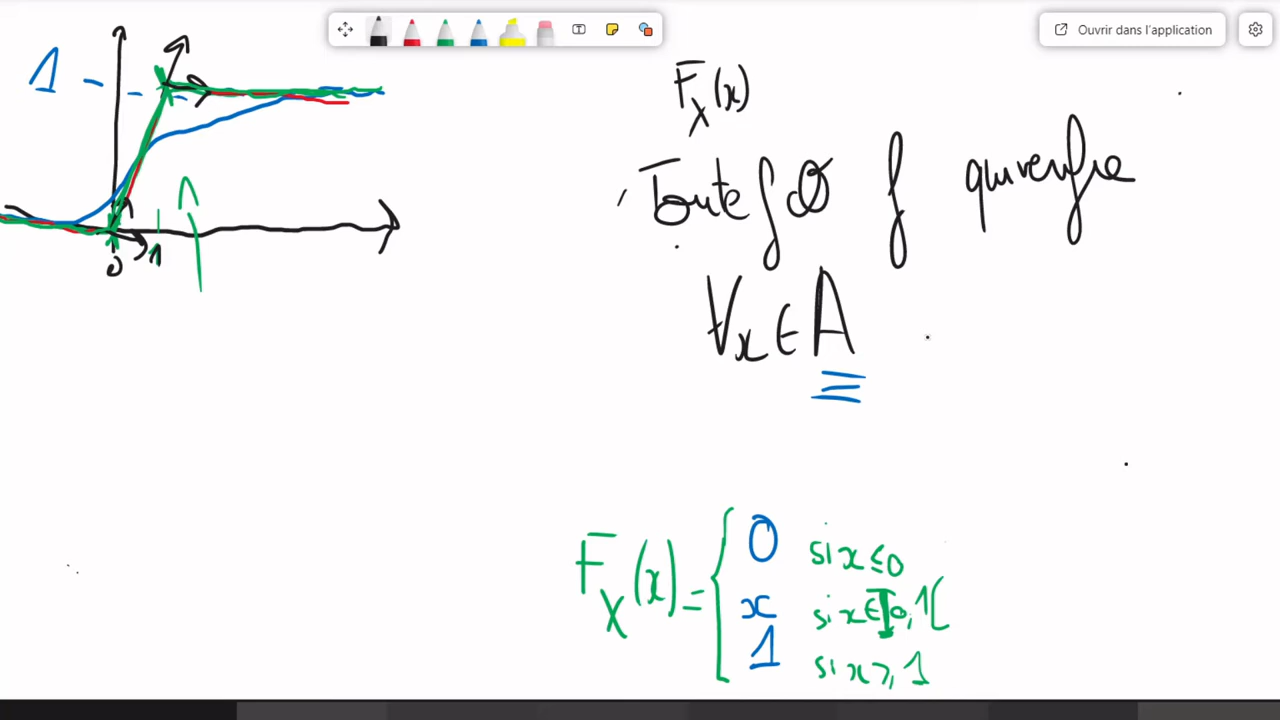 Ouvrir dans l'application
1
0 1
F_X(x)
Toute f° f qui vérifie
∀x ∈ A
F_X(x) = { 0 si x ≤ 0
x si x ∈ ]0,1[
1 si x ≥ 1